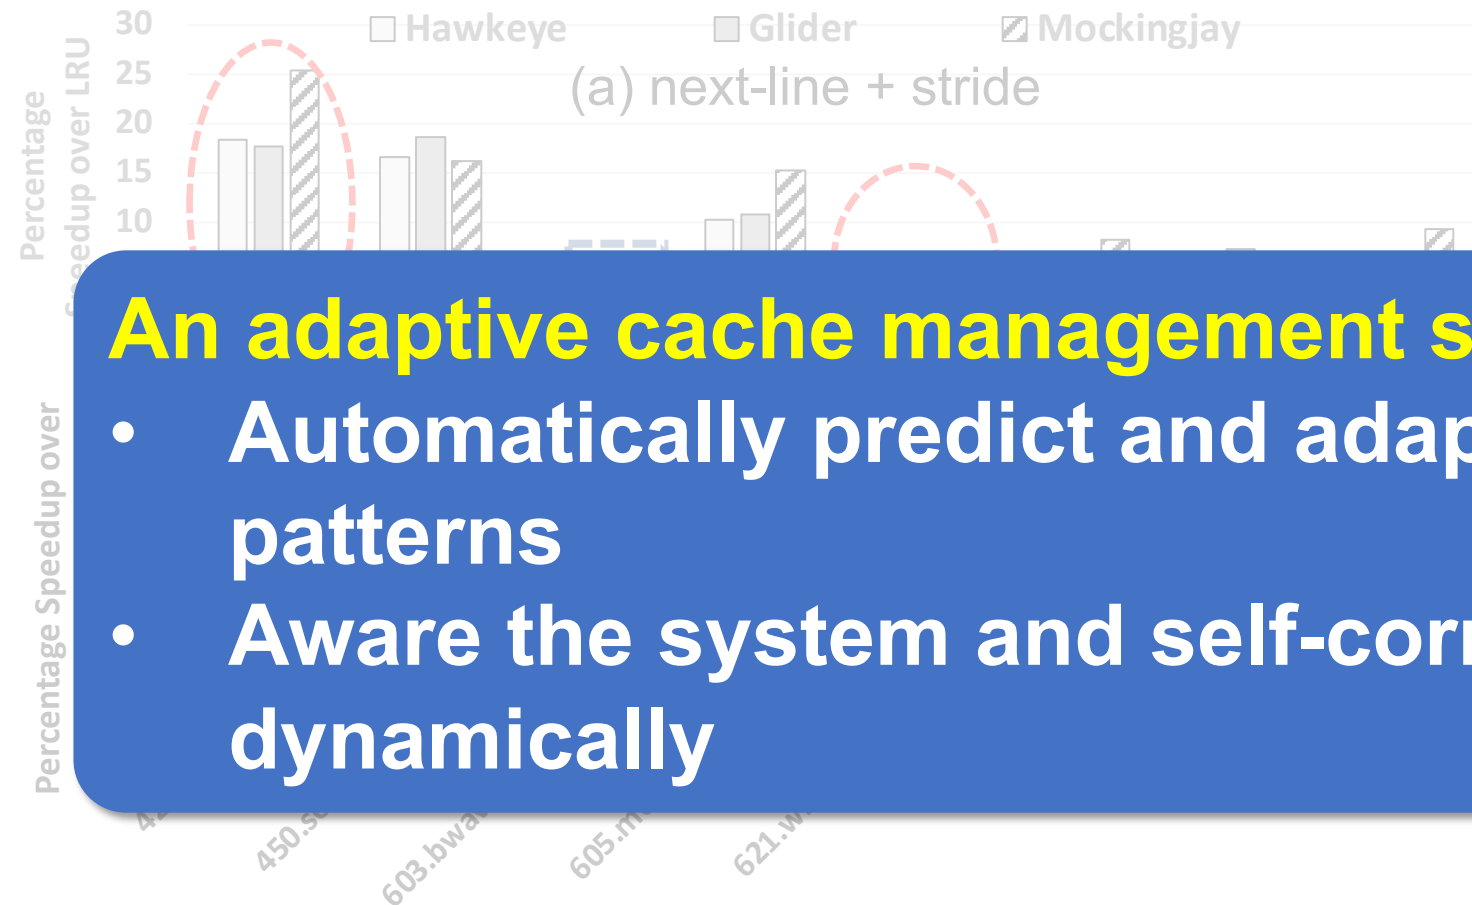 30
Hawkeye Glider Mockingjay
25
(a) next-line + stride
20
15
10
Percentage
Speedup over LRU
An adaptive cache management s
• Automatically predict and adap
patterns
• Aware the system and self-corr
dynamically
Percentage Speedup over
450.so
603.bwa
605.m
621.w